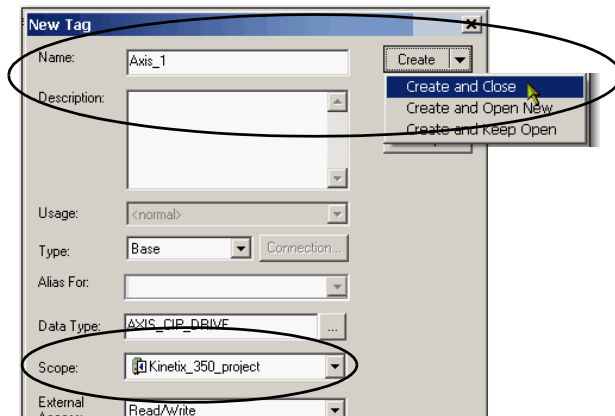 New Tag
Name: Axis_1 Create
Create and Close
Description:
Create and Open New
Create and Keep Open
Usage: <normal>
Type: Base Connection...
Alias For:
Data Type: AXIS_CIP_DRIVE ...
Scope: Kinetix_350_project
External
Access: Read/Write